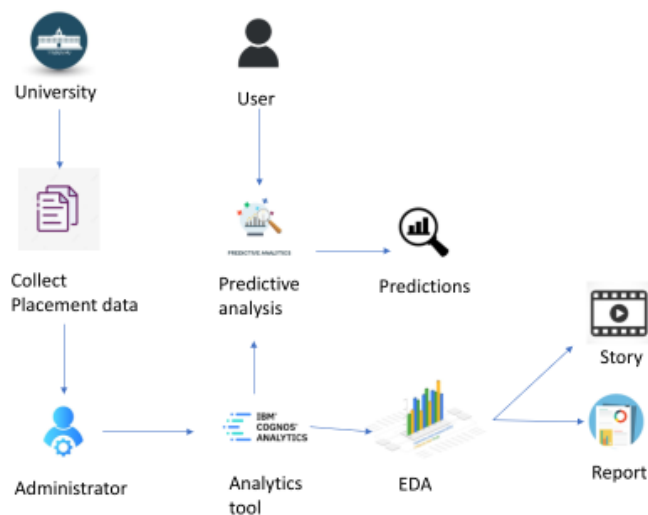 University
User
PREDICTIVE ANALYTICS
Collect
Placement data
Predictive
analysis
Predictions
Story
IBM'
COGNOS'
ANALYTICS
Administrator
Analytics
tool
EDA
Report